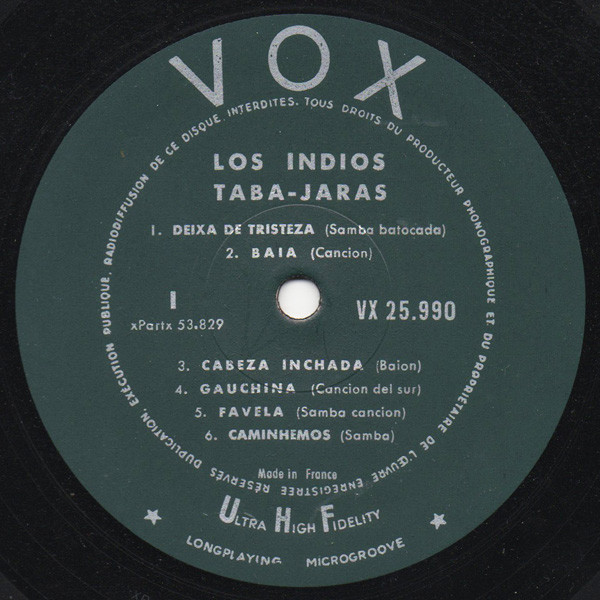 VOX
DUPLICATION, EXÉCUTION PUBLIQUE, RADIODIFFUSION DE CE DISQUE, INTERDITES. TOUS DROITS DU PRODUCTEUR PHONOGRAPHIQUE ET DU PROPRIETAIRE DE L'ŒUVRE ENREGISTREE RÉSERVÉS
LOS INDIOS
TABA-JARAS
1. DEIXA DE TRISTEZA (Samba batocada)
2. BAIA (Cancion)
I
xPartx 53.829
VX 25.990
3. CABEZA INCHADA (Baion)
4. GAUCHINA (Cancion del sur)
5. FAVELA (Samba cancion)
6. CAMINHEMOS (Samba)
Made in France
ULTRA HIGH FIDELITY
LONGPLAYING MICROGROOVE